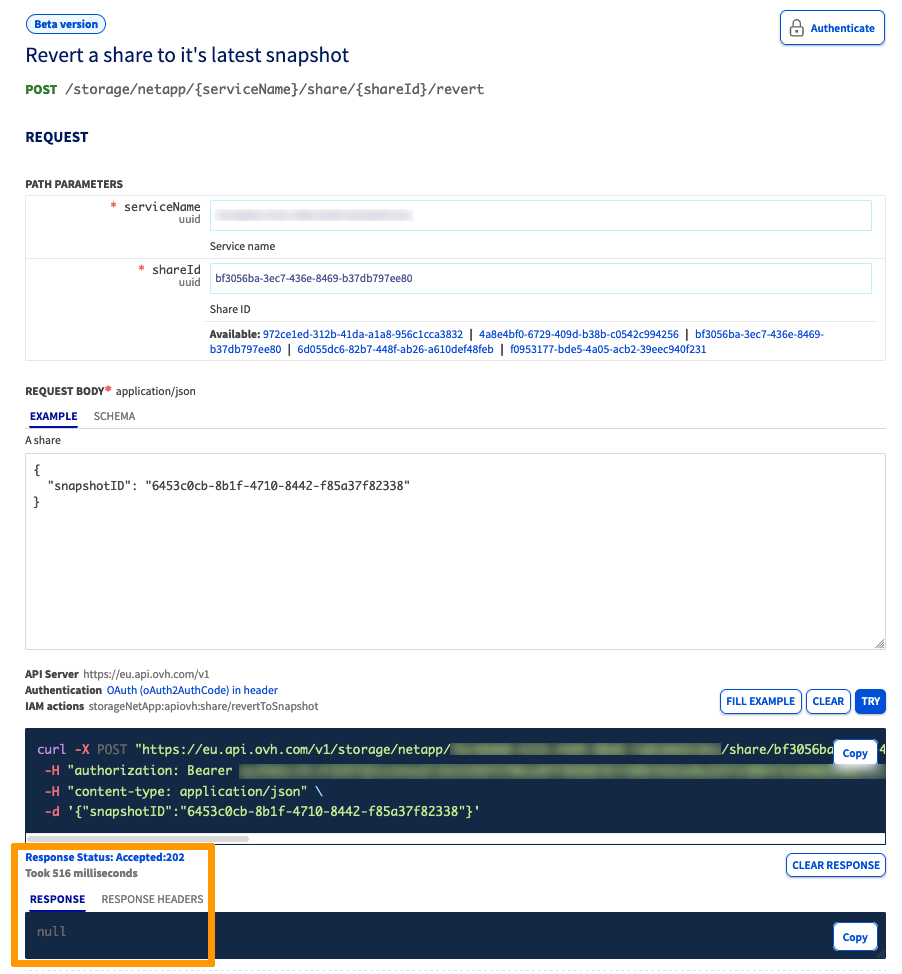 Beta version
Authenticate
Revert a share to it's latest snapshot
POST /storage/netapp/{serviceName}/share/{shareId}/revert
REQUEST
PATH PARAMETERS
* serviceName
uuid
Service name
* shareId
uuid
bf3056ba-3ec7-436e-8469-b37db797ee80
Share ID
Available: 972ce1ed-312b-41da-a1a8-956c1cca3832 | 4a8e4bf0-6729-409d-b38b-c0542c994256 | bf3056ba-3ec7-436e-8469-
b37db797ee80 | 6d055dc6-82b7-448f-ab26-a610def48feb | f0953177-bde5-4a05-acb2-39eec940f231
REQUEST BODY* application/json
EXAMPLE SCHEMA
A share
{
"snapshotID": "6453c0cb-8b1f-4710-8442-f85a37f82338"
}
API Server https://eu.api.ovh.com/v1
Authentication OAuth (oAuth2AuthCode) in header
IAM actions storageNetApp:apiovh:share/revertToSnapshot
FILL EXAMPLE CLEAR TRY
curl -X POST "https://eu.api.ovh.com/v1/storage/netapp/ /share/bf3056ba
Copy
-H "authorization: Bearer
-H "content-type: application/json" \
-d '{"snapshotID":"6453c0cb-8b1f-4710-8442-f85a37f82338"}'
Response Status: Accepted:202
Took 516 milliseconds
CLEAR RESPONSE
RESPONSE RESPONSE HEADERS
null
Copy